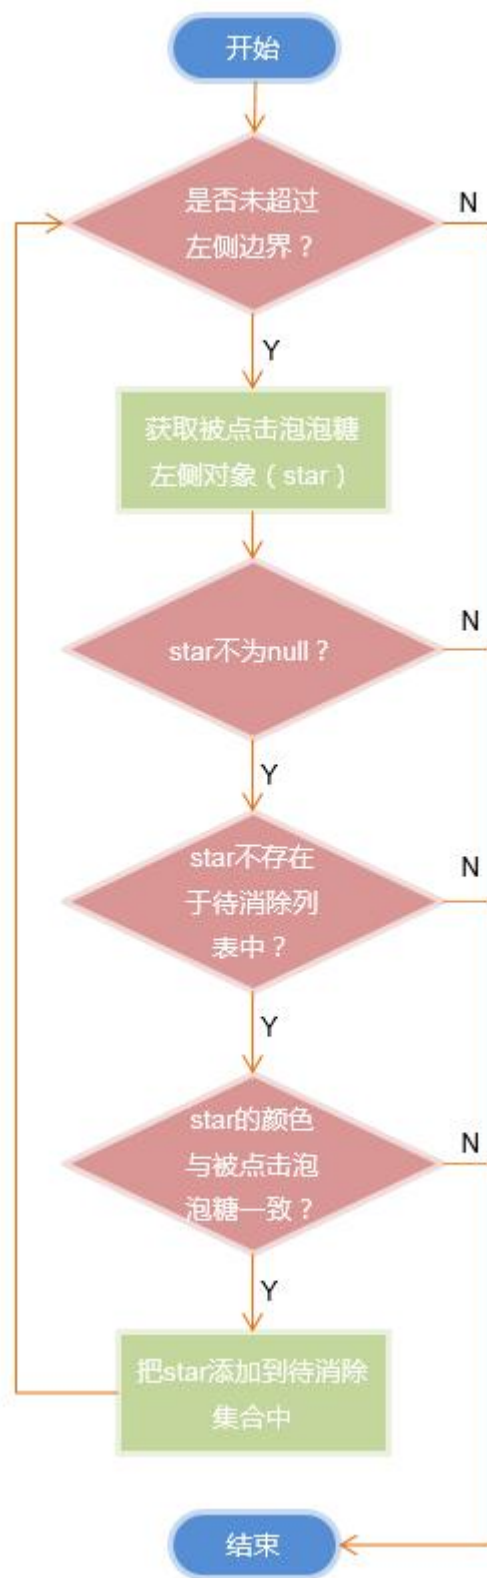 开始
是否未超过
左侧边界？
N
Y
获取被点击泡泡糖
左侧对象（star）
star不为null？
N
Y
star不存在
于待消除列
表中？
N
Y
star的颜色
与被点击泡
泡糖一致？
N
Y
把star添加到待消除
集合中
结束